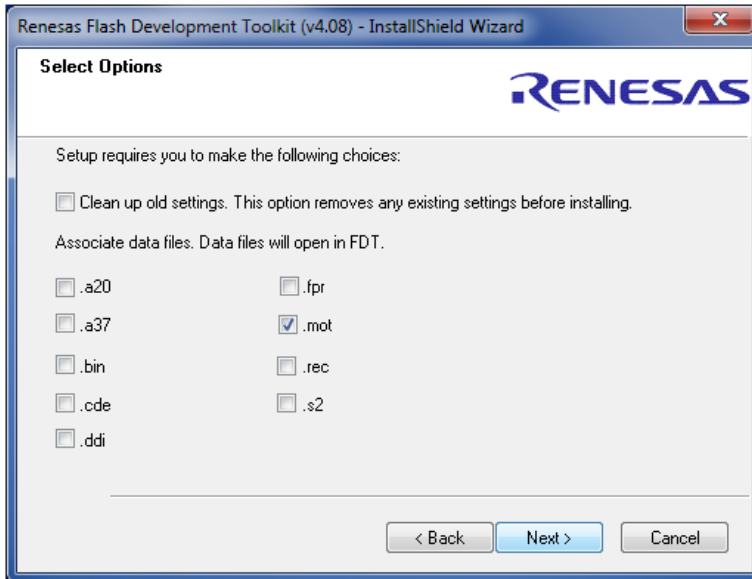 Renesas Flash Development Toolkit (v4.08) - InstallShield Wizard
Select Options
RENESAS
Setup requires you to make the following choices:
Clean up old settings. This option removes any existing settings before installing.
Associate data files. Data files will open in FDT.
.a20
.fpr
.a37
.mot
.bin
.rec
.cde
.s2
.ddi
< Back
Next >
Cancel